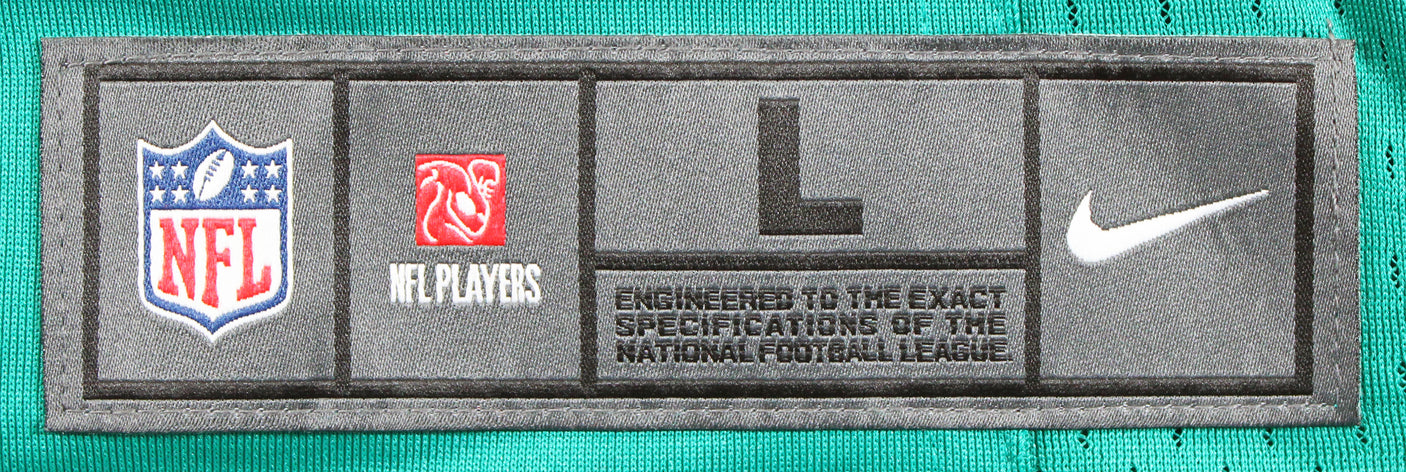 NFL
NFL PLAYERS
L
ENGINEERED TO THE EXACT
SPECIFICATIONS OF THE
NATIONAL FOOTBALL LEAGUE.